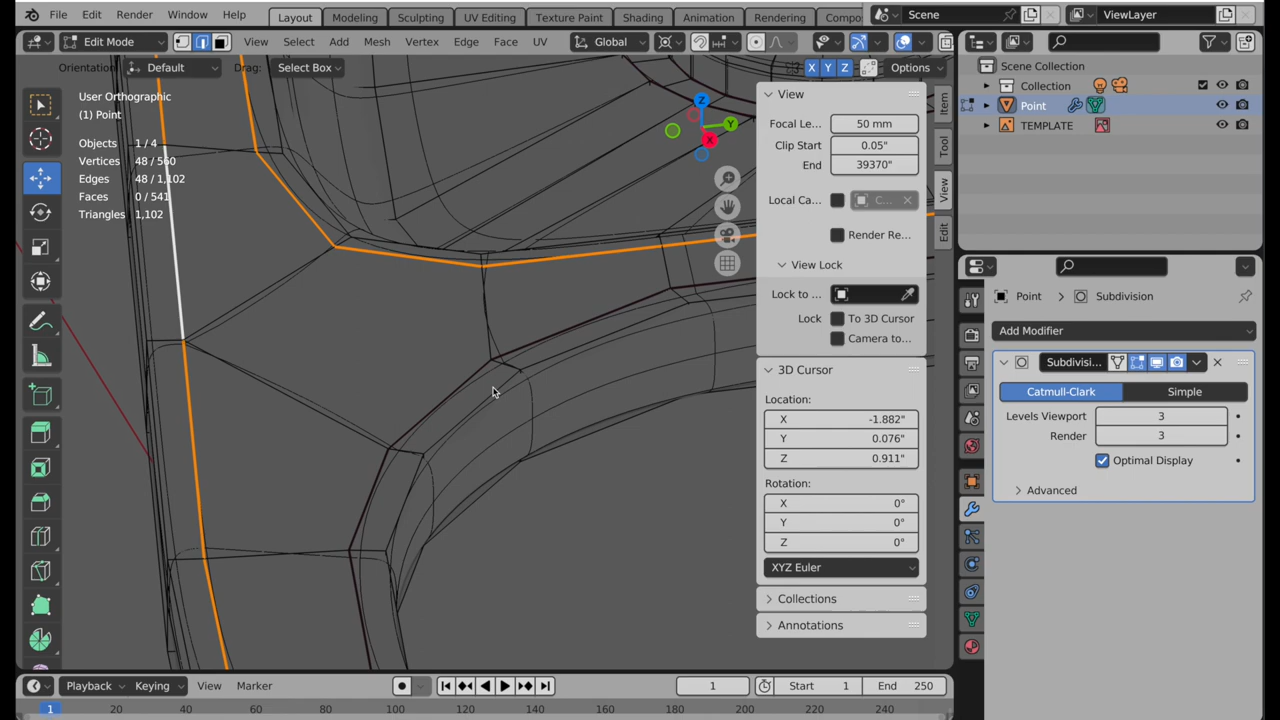 File Edit Render Window Help Layout Modeling Sculpting UV Editing Texture Paint Shading Animation Rendering Compo Scene ViewLayer
Edit Mode View Select Add Mesh Vertex Edge Face UV Global
Orientation: Default Drag: Select Box X Y Z Options
User Orthographic
(1) Point
Objects 1 / 4
Vertices 48 / 560
Edges 48 / 1,102
Faces 0 / 541
Triangles 1,102
Z
Y
X
View
Focal Le... 50 mm
Clip Start 0.05"
End 39370"
Local Ca... C...
Render Re...
View Lock
Lock to ...
Lock To 3D Cursor
Camera to...
3D Cursor
Location:
X -1.882"
Y 0.076"
Z 0.911"
Rotation:
X 0°
Y 0°
Z 0°
XYZ Euler
Collections
Annotations
Item
Tool
View
Edit
Scene Collection
Collection
Point
TEMPLATE
Point Subdivision
Add Modifier
Subdivisi...
Catmull-Clark Simple
Levels Viewport 3
Render 3
Optimal Display
Advanced
Playback Keying View Marker 1 Start 1 End 250
1 20 40 60 80 100 120 140 160 180 200 220 240